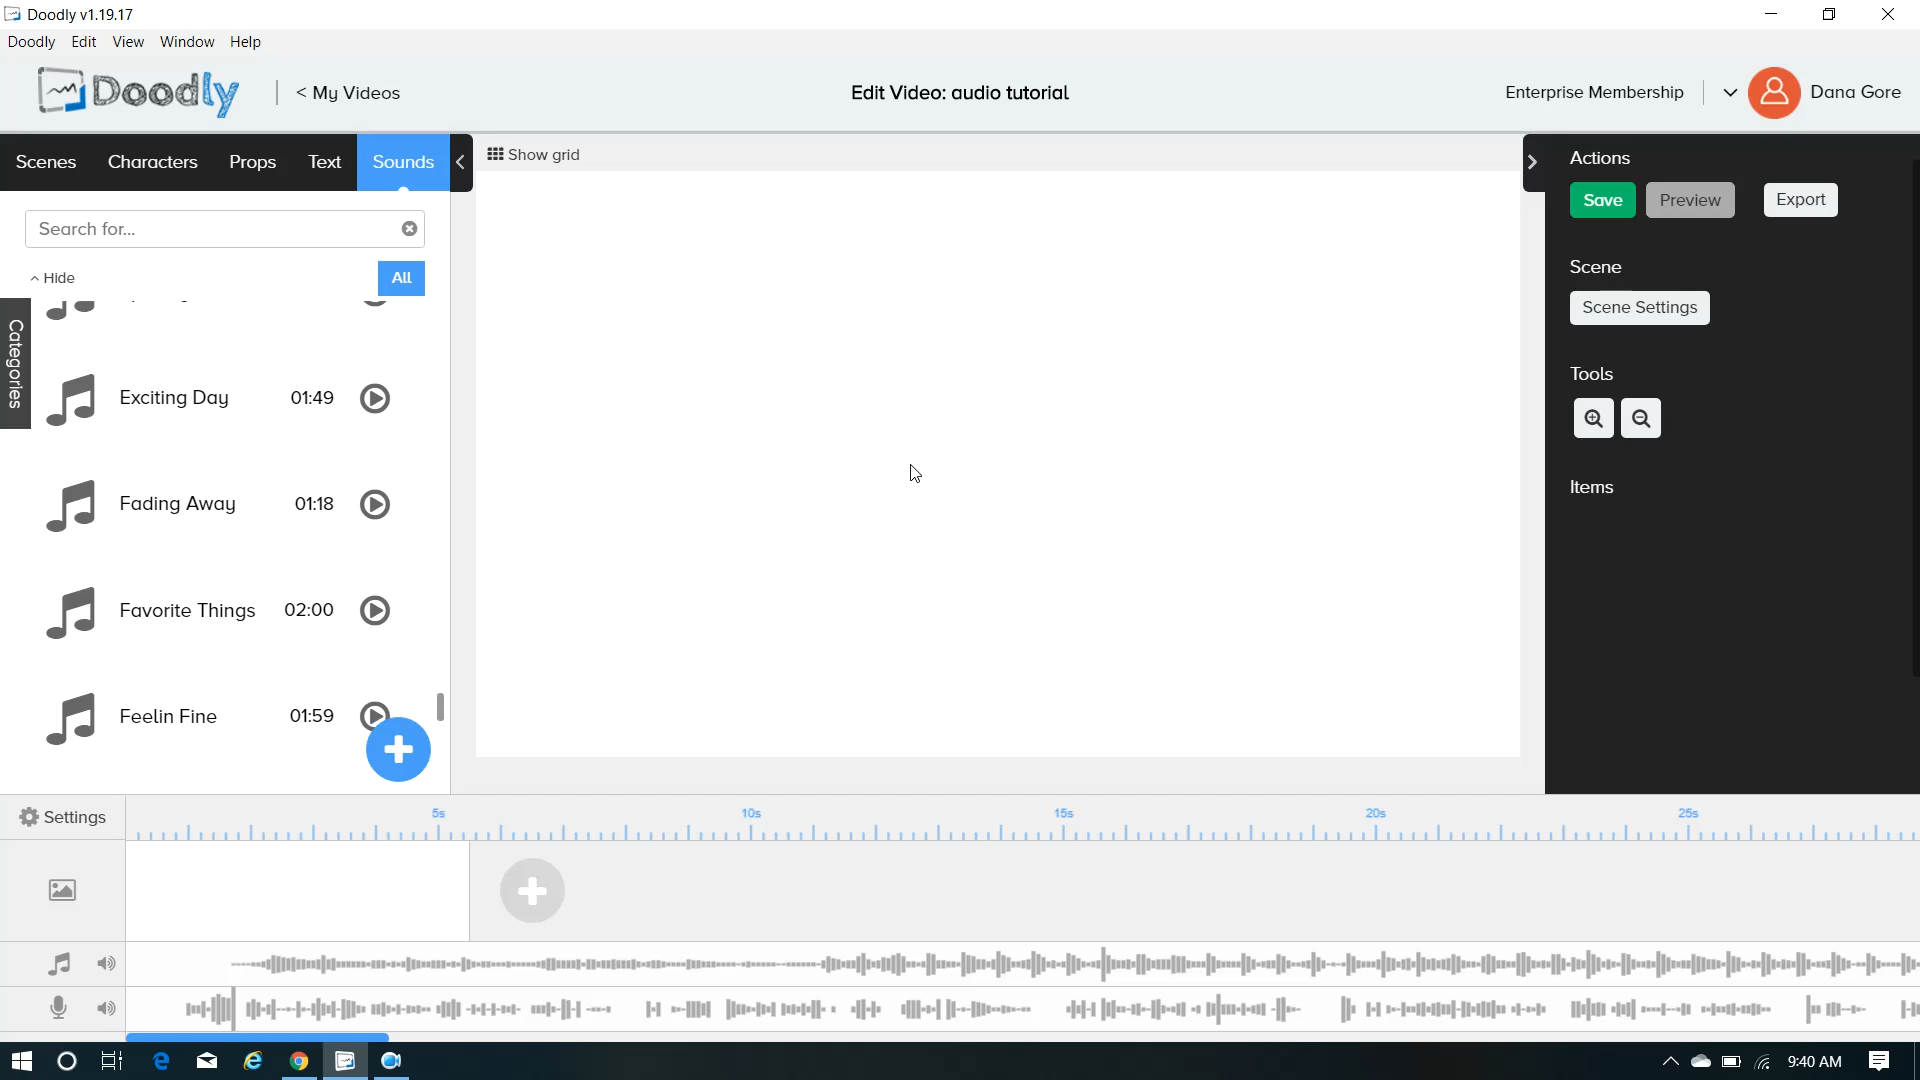 Doodly v1.19.17
Doodly Edit View Window Help
Doodly
< My Videos
Edit Video: audio tutorial
Enterprise Membership
Dana Gore
Scenes Characters Props Text Sounds
Show grid
Search for...
Hide
All
Categories
Exciting Day 01:49
Fading Away 01:18
Favorite Things 02:00
Feelin Fine 01:59
Actions
Save Preview Export
Scene
Scene Settings
Tools
Items
Settings
5s 10s 15s 20s 25s
9:40 AM